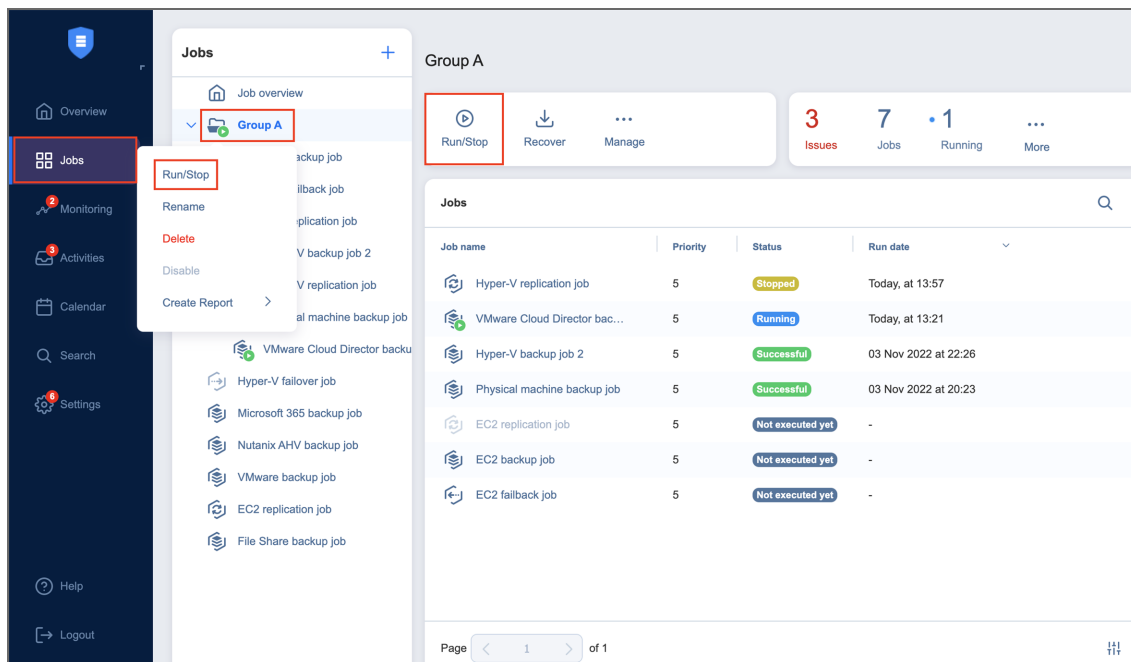 Overview
Jobs
2
Monitoring
3
Activities
Calendar
Search
6
Settings
Help
Logout
Jobs
Job overview
Group A
ackup job
ilback job
plication job
V backup job 2
V replication job
al machine backup job
VMware Cloud Director backu
Hyper-V failover job
Microsoft 365 backup job
Nutanix AHV backup job
VMware backup job
EC2 replication job
File Share backup job
Run/Stop
Rename
Delete
Disable
Create Report
Group A
Run/Stop
Recover
Manage
3
Issues
7
Jobs
1
Running
More
Jobs
Job name Priority Status Run date
Hyper-V replication job 5 Stopped Today, at 13:57
VMware Cloud Director bac... 5 Running Today, at 13:21
Hyper-V backup job 2 5 Successful 03 Nov 2022 at 22:26
Physical machine backup job 5 Successful 03 Nov 2022 at 20:23
EC2 replication job 5 Not executed yet -
EC2 backup job 5 Not executed yet -
EC2 failback job 5 Not executed yet -
Page 1 of 1